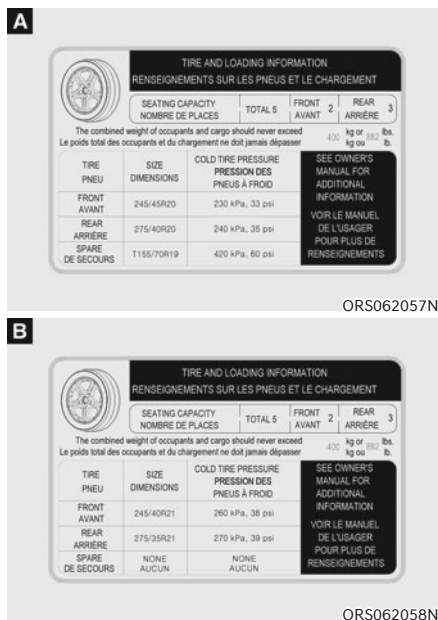 A
TIRE AND LOADING INFORMATION
RENSEIGNEMENTS SUR LES PNEUS ET LE CHARGEMENT
SEATING CAPACITY
NOMBRE DE PLACES
TOTAL 5
FRONT
AVANT
2
REAR
ARRIÈRE
3
The combined weight of occupants and cargo should never exceed
Le poids total des occupants et du chargement ne doit jamais dépasser
400
kg or
kg ou
882
lbs.
lb.
TIRE
PNEU
SIZE
DIMENSIONS
COLD TIRE PRESSURE
PRESSION DES
PNEUS À FROID
SEE OWNER'S
MANUAL FOR
ADDITIONAL
INFORMATION
VOIR LE MANUEL
DE L'USAGER
POUR PLUS DE
RENSEIGNEMENTS
FRONT
AVANT
245/45R20
230 kPa, 33 psi
REAR
ARRIÈRE
275/40R20
240 kPa, 35 psi
SPARE
DE SECOURS
T155/70R19
420 kPa, 60 psi
ORS062057N
B
TIRE AND LOADING INFORMATION
RENSEIGNEMENTS SUR LES PNEUS ET LE CHARGEMENT
SEATING CAPACITY
NOMBRE DE PLACES
TOTAL 5
FRONT
AVANT
2
REAR
ARRIÈRE
3
The combined weight of occupants and cargo should never exceed
Le poids total des occupants et du chargement ne doit jamais dépasser
400
kg or
kg ou
882
lbs.
lb.
TIRE
PNEU
SIZE
DIMENSIONS
COLD TIRE PRESSURE
PRESSION DES
PNEUS À FROID
SEE OWNER'S
MANUAL FOR
ADDITIONAL
INFORMATION
VOIR LE MANUEL
DE L'USAGER
POUR PLUS DE
RENSEIGNEMENTS
FRONT
AVANT
245/40R21
260 kPa, 38 psi
REAR
ARRIÈRE
275/35R21
270 kPa, 39 psi
SPARE
DE SECOURS
NONE
AUCUN
NONE
AUCUN
ORS062058N